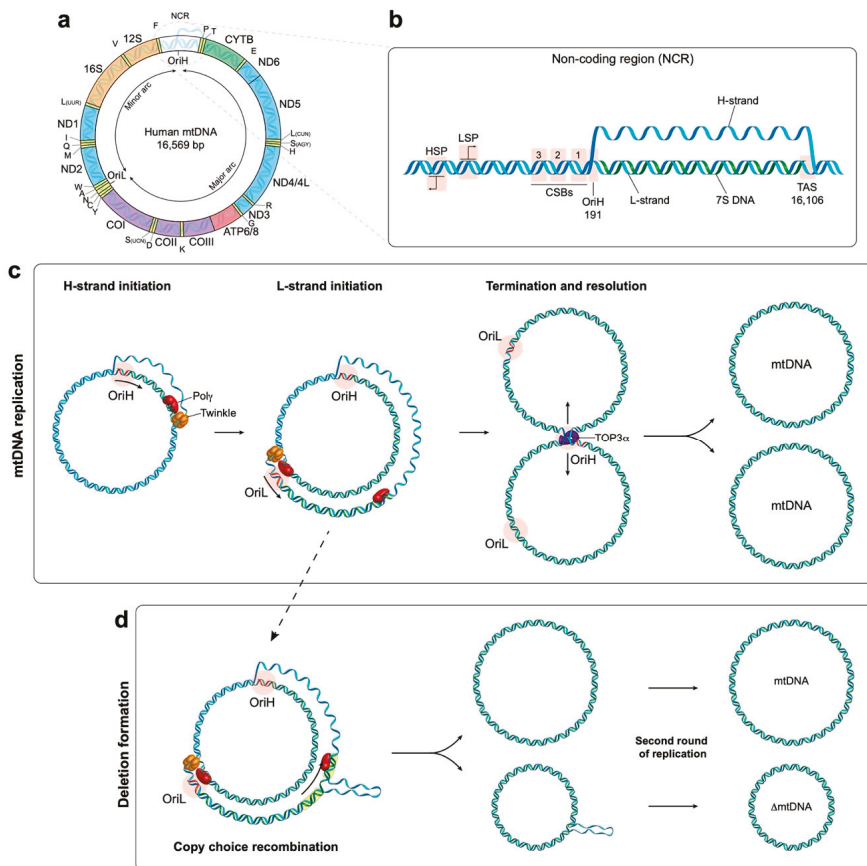 a
NCR
F
P T
V
12S
CYTB
E
16S
OriH
ND6
Minor arc
ND5
L(UUR)
ND1
Human mtDNA
16,569 bp
L(CUN)
S(AGY)
H
I
Q
M
ND2
OriL
Major arc
ND4/4L
W
A
N
C
Y
R
ND3
G
COI
ATP6/8
S(UCN)
D
COII
K
COIII
b
Non-coding region (NCR)
H-strand
HSP
LSP
3 2 1
CSBs
OriH
191
L-strand
7S DNA
TAS
16,106
c
mtDNA replication
H-strand initiation
L-strand initiation
Termination and resolution
OriH
Polγ
Twinkle
OriH
OriL
OriL
TOP3α
OriH
OriL
mtDNA
mtDNA
d
Deletion formation
OriH
OriL
Copy choice recombination
Second round
of replication
mtDNA
ΔmtDNA